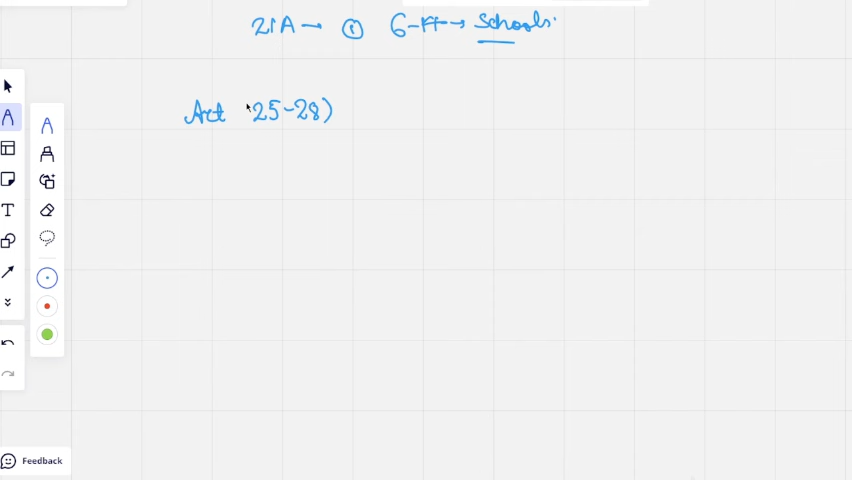 21A → ① 6-14 → Schools.
Art 25-28)
T
Feedback